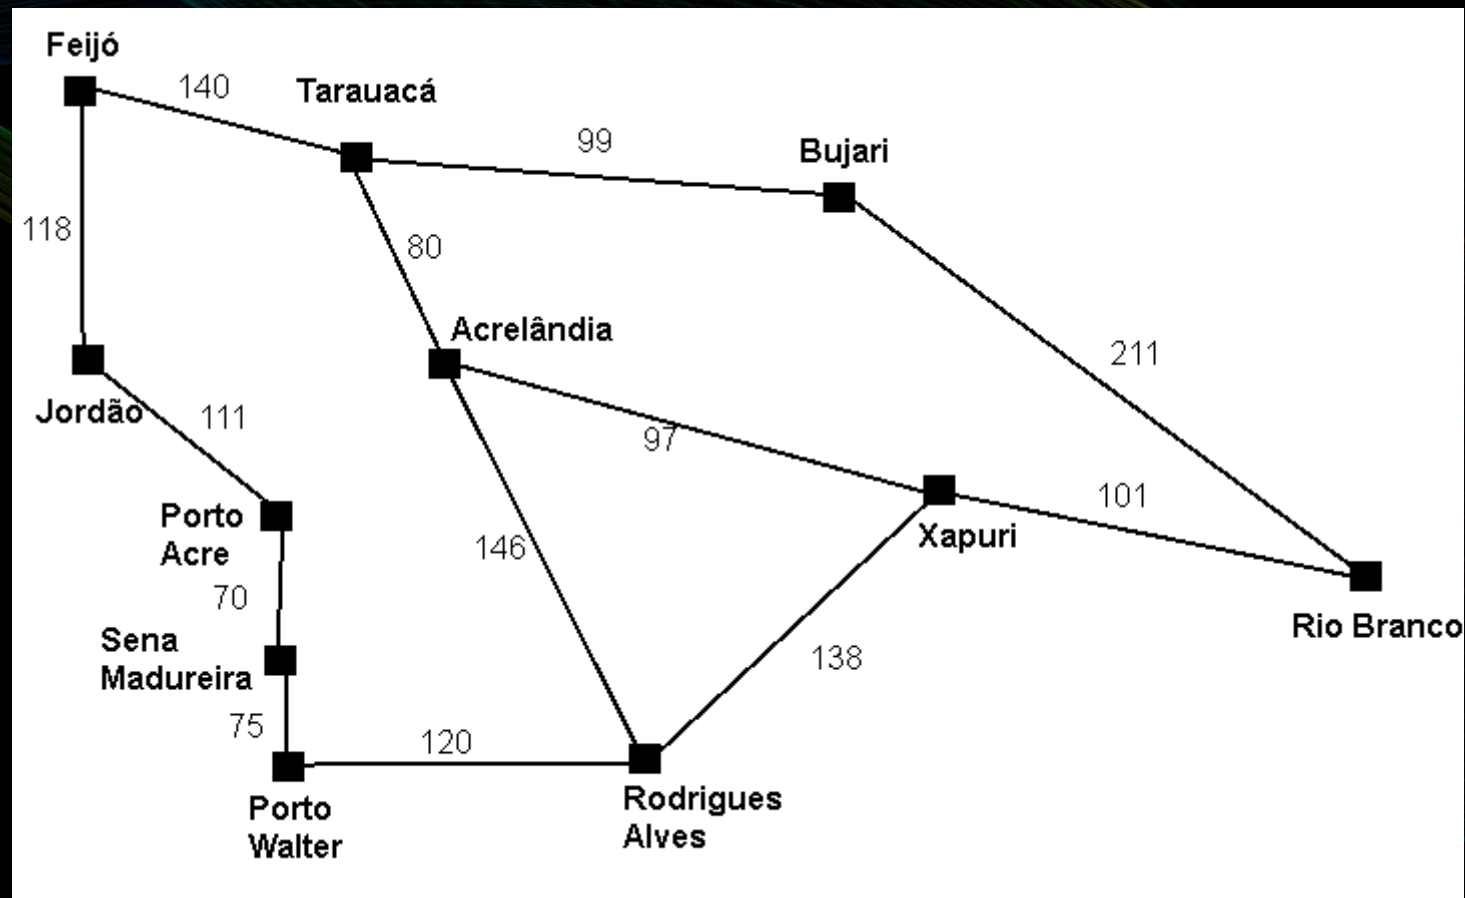 Feijó
140
Tarauacá
99
Bujari
118
80
Acrelândia
211
Jordão
111
97
101
Xapuri
Porto
Acre
146
70
Rio Branco
Sena
Madureira
138
75
120
Rodrigues
Alves
Porto
Walter